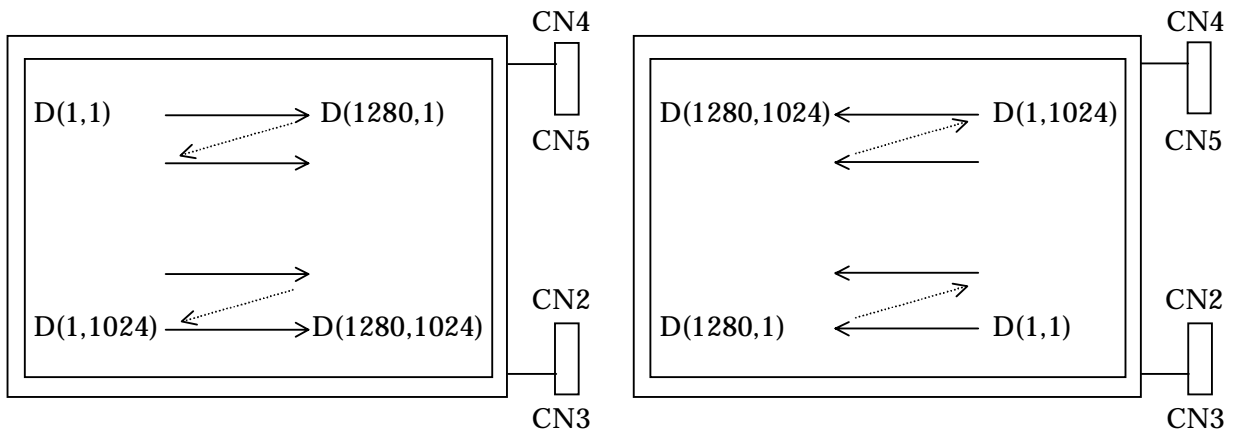 CN4 CN4
D(1,1) D(1280,1) D(1280,1024) D(1,1024)
CN5 CN5
CN2 CN2
D(1,1024) D(1280,1024) D(1280,1) D(1,1)
CN3 CN3